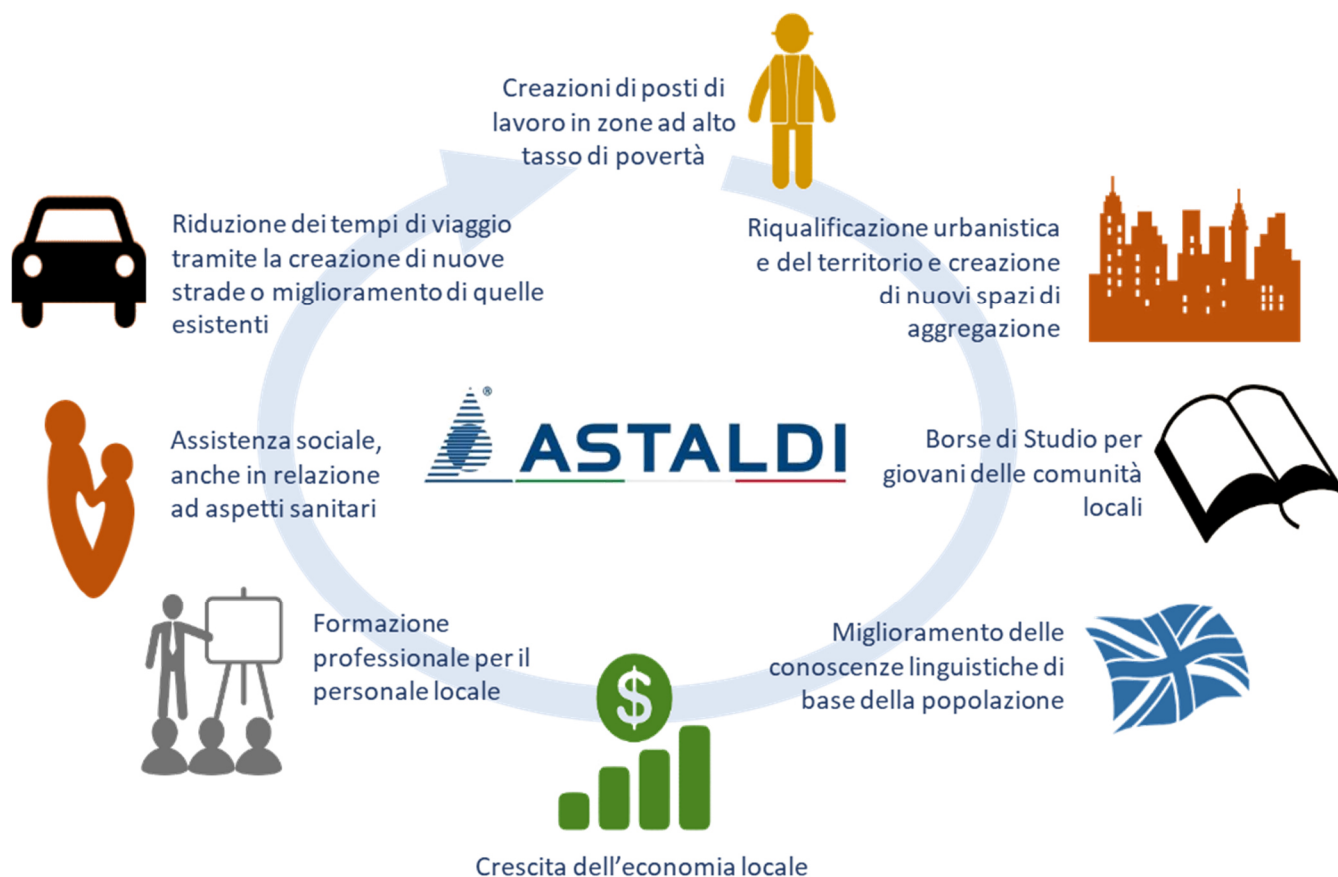 Creazioni di posti di
lavoro in zone ad alto
tasso di povertà
Riqualificazione urbanistica
e del territorio e creazione
di nuovi spazi di
aggregazione
Borse di Studio per
giovani delle comunità
locali
Miglioramento delle
conoscenze linguistiche di
base della popolazione
$
Crescita dell'economia locale
Formazione
professionale per il
personale locale
Assistenza sociale,
anche in relazione
ad aspetti sanitari
Riduzione dei tempi di viaggio
tramite la creazione di nuove
strade o miglioramento di quelle
esistenti
® ASTALDI